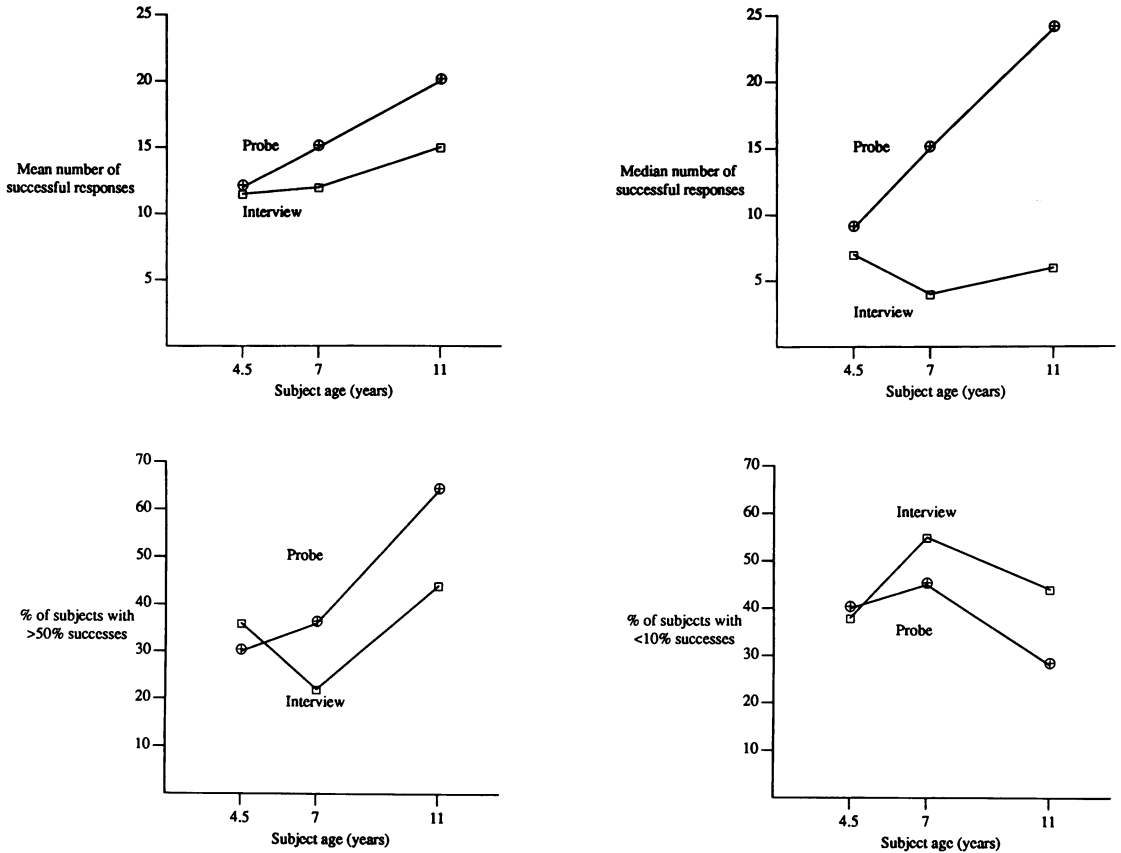 25
20
15
10
5
Mean number of
successful responses
Probe
Interview
4.5 7 11
Subject age (years)
25
20
15
10
5
Median number of
successful responses
Probe
Interview
4.5 7 11
Subject age (years)
70
60
50
40
30
20
10
% of subjects with
>50% successes
Probe
Interview
4.5 7 11
Subject age (years)
70
60
50
40
30
20
10
% of subjects with
<10% successes
Interview
Probe
4.5 7 11
Subject age (years)